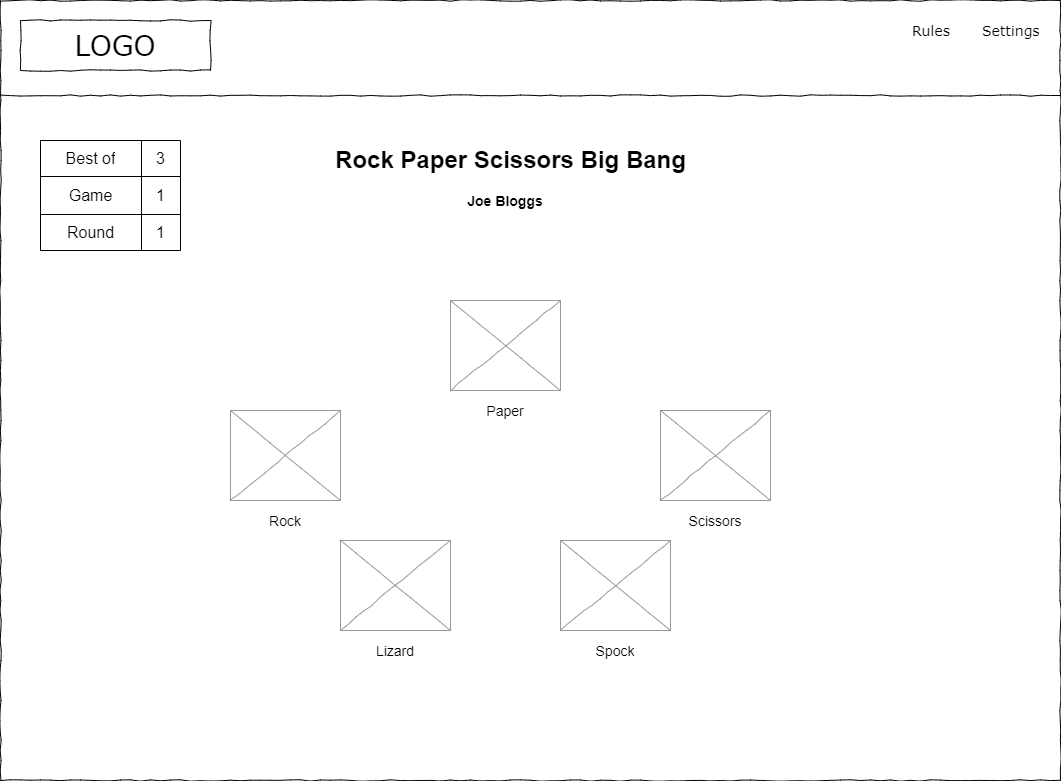 LOGO
Rules Settings
Best of 3
Game 1
Round 1
Rock Paper Scissors Big Bang
Joe Bloggs
Paper
Rock
Scissors
Lizard
Spock